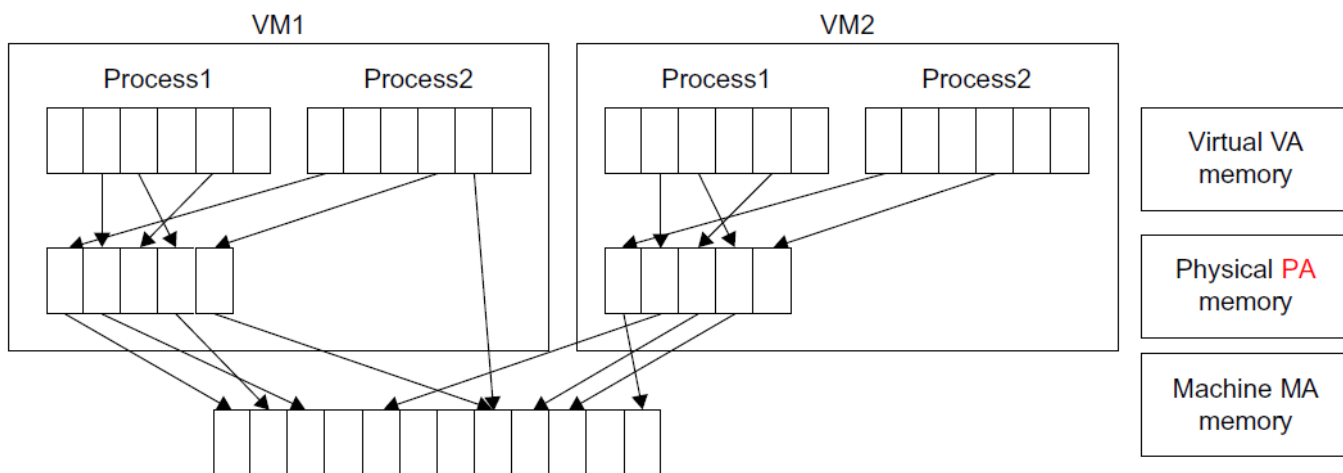 VM1
VM2
Process1
Process2
Process1
Process2
Virtual VA
memory
Physical PA
memory
Machine MA
memory